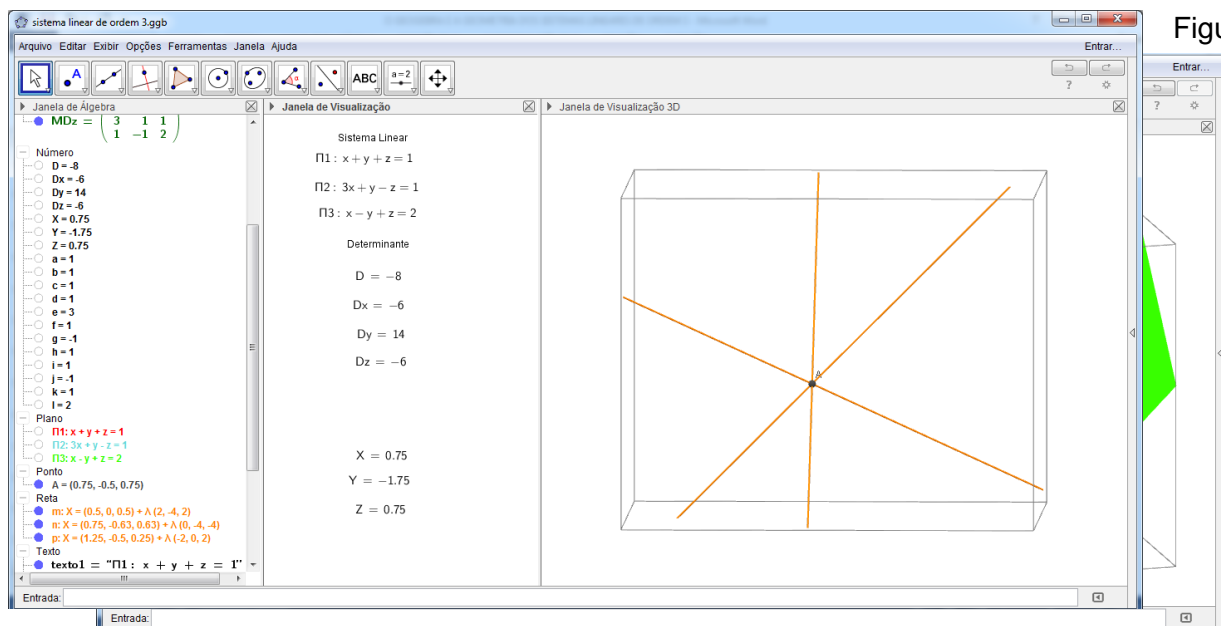 sistema linear de ordem 3.ggb
Figu
Arquivo Editar Exibir Opções Ferramentas Janela Ajuda
Entrar...
Entrar...
ABC
a=2
Janela de Álgebra
Janela de Visualização
Janela de Visualização 3D
MDz = ( 3 1 1
1 −1 2 )
Número
D = -8
Dx = -6
Dy = 14
Dz = -6
X = 0.75
Y = -1.75
Z = 0.75
a = 1
b = 1
c = 1
d = 1
e = 3
f = 1
g = -1
h = 1
i = 1
j = -1
k = 1
l = 2
Plano
Π1: x + y + z = 1
Π2: 3x + y - z = 1
Π3: x - y + z = 2
Ponto
A = (0.75, -0.5, 0.75)
Reta
m: X = (0.5, 0, 0.5) + λ (2, -4, 2)
n: X = (0.75, -0.63, 0.63) + λ (0, -4, -4)
p: X = (1.25, -0.5, 0.25) + λ (-2, 0, 2)
Texto
texto1 = “Π1 : x + y + z = 1”
Sistema Linear
Π1 : x + y + z = 1
Π2 : 3x + y − z = 1
Π3 : x − y + z = 2
Determinante
D = −8
Dx = −6
Dy = 14
Dz = −6
X = 0.75
Y = −1.75
Z = 0.75
A
Entrada:
Entrada: